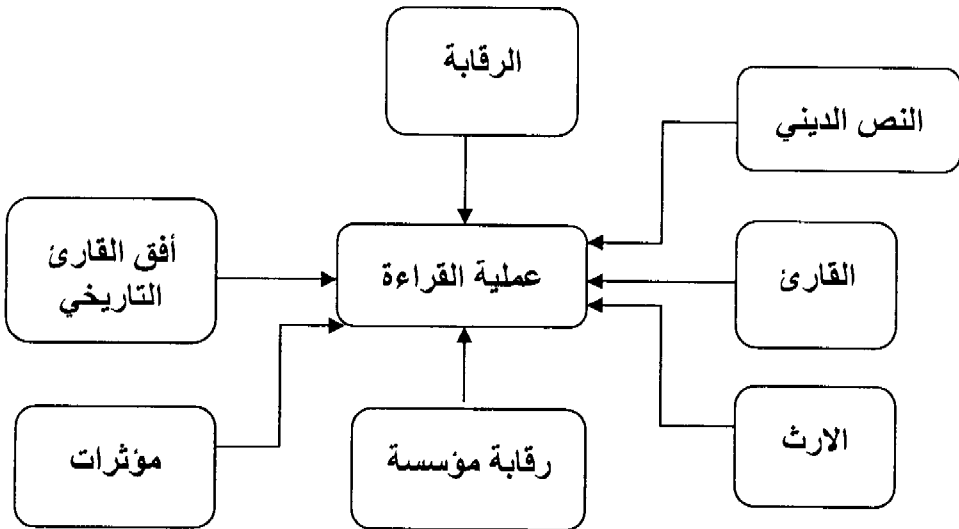 الرقابة
النص الديني
أفق القارئ
التاريخي
عملية القراءة
القارئ
مؤثرات
رقابة مؤسسة
الارث